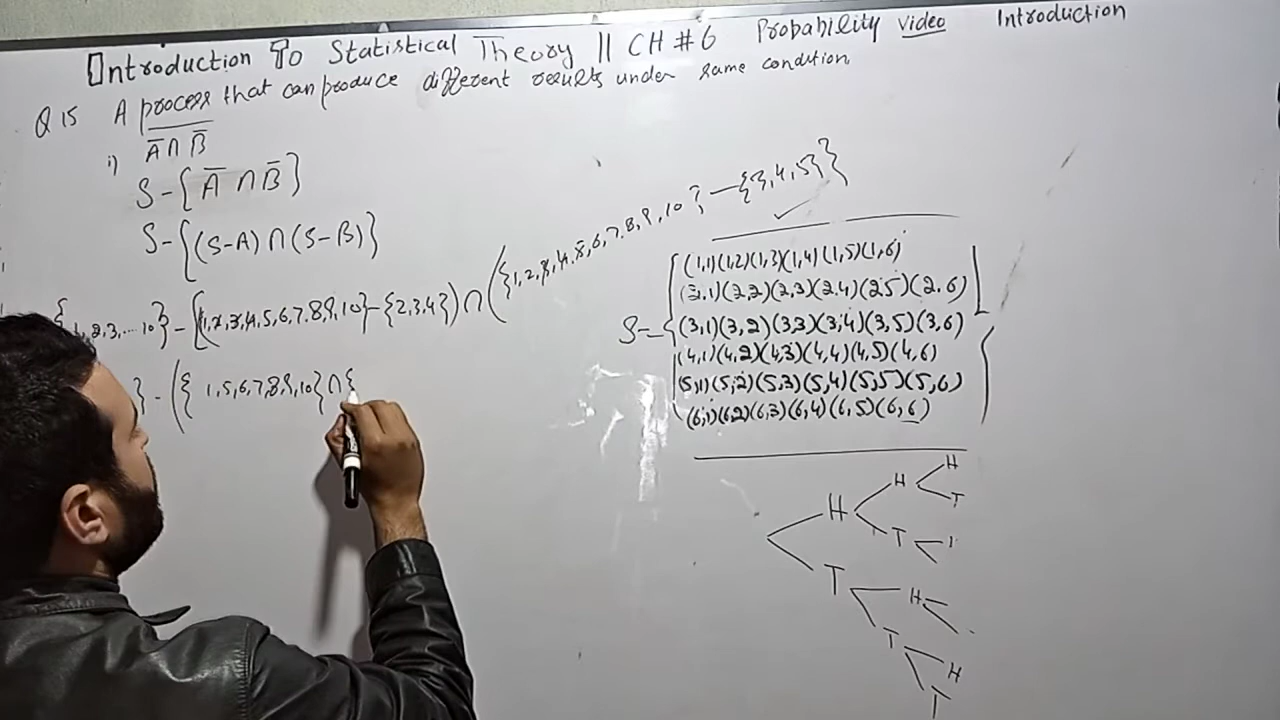 Introduction To Statistical Theory || CH # 6 Probability video Introduction
Q 15 A process that can produce different results under same condition
i) A̅ ∩ B̅
S - { A̅ ∩ B̅ }
S - { (S-A) ∩ (S-B) }
{ 1, 2, 3, .... 10 } - [ (1, 2, 3, 4, 5, 6, 7, 8, 9, 10 } - { 2, 3, 4 } ) ∩ ( { 1, 2, 3, 4, 5, 6, 7, 8, 9, 10 } - { 3, 4, 5 } }
} - ( { 1, 5, 6, 7, 8, 9, 10 } ∩ {
S = { (1,1) (1,2) (1,3) (1,4) (1,5) (1,6)
(2,1) (2,2) (2,3) (2,4) (2 5) (2,6)
(3,1) (3,2) (3,3) (3,4) (3,5) (3,6)
(4,1) (4,2) (4,3) (4,4) (4,5) (4,6)
(5,1) (5,2) (5,3) (5,4) (5,5) (5,6)
(6,1) (6,2) (6,3) (6,4) (6,5) (6,6) }
H
H
T
H
T
T
H
T
H
T